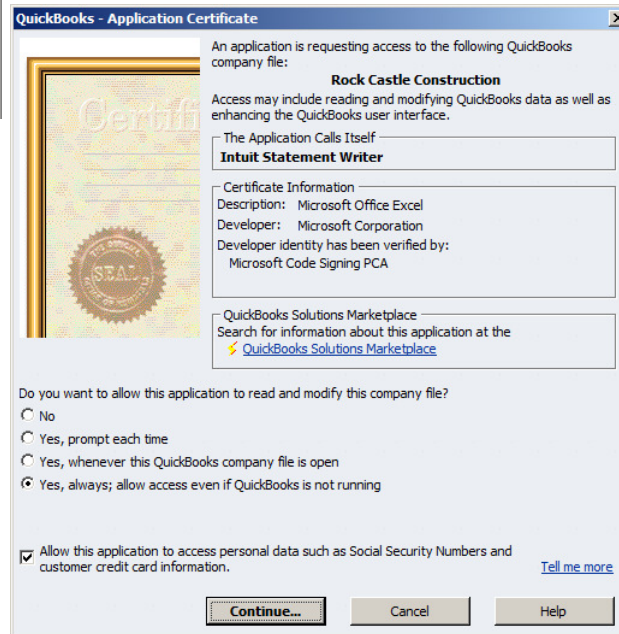 QuickBooks - Application Certificate
An application is requesting access to the following QuickBooks
company file:
Rock Castle Construction
Access may include reading and modifying QuickBooks data as well as
enhancing the QuickBooks user interface.
The Application Calls Itself
Intuit Statement Writer
Certificate Information
Description: Microsoft Office Excel
Developer: Microsoft Corporation
Developer identity has been verified by:
Microsoft Code Signing PCA
QuickBooks Solutions Marketplace
Search for information about this application at the
QuickBooks Solutions Marketplace
Certifi
SEAL
Do you want to allow this application to read and modify this company file?
No
Yes, prompt each time
Yes, whenever this QuickBooks company file is open
Yes, always; allow access even if QuickBooks is not running
Allow this application to access personal data such as Social Security Numbers and
customer credit card information.
Tell me more
Continue...
Cancel
Help